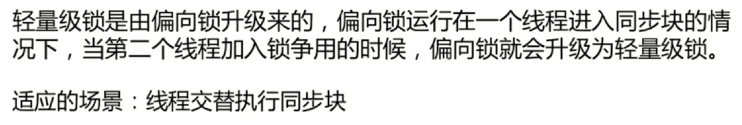 轻量级锁是由偏向锁升级来的，偏向锁运行在一个线程进入同步块的情
况下，当第二个线程加入锁争用的时候，偏向锁就会升级为轻量级锁。
适应的场景：线程交替执行同步块